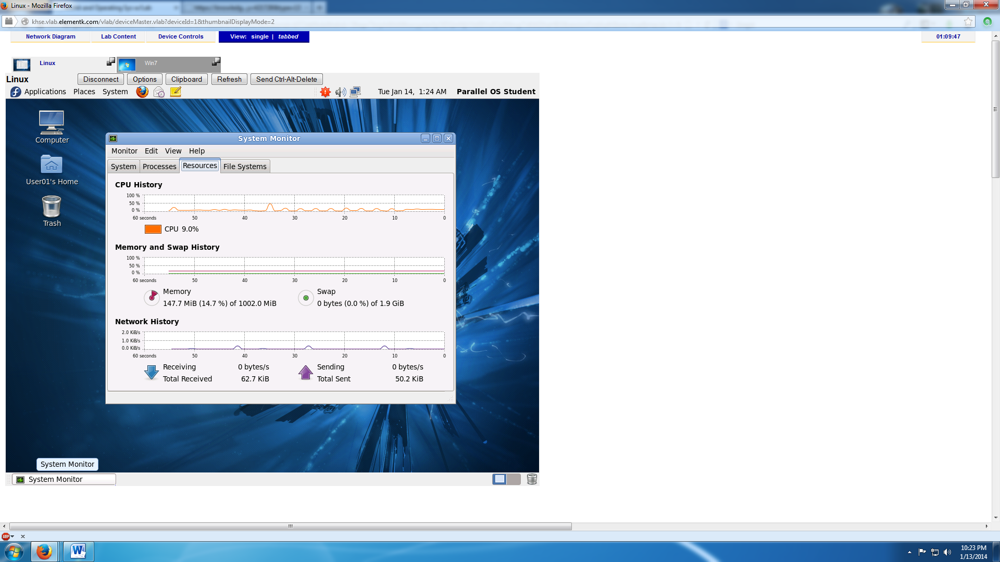 Linux - Mozilla Firefox
khse.vlab.elementk.com/vlab/deviceMaster.vlab?deviceId=1&thumbnailDisplayMode=2
Network Diagram Lab Content Device Controls View: single | tabbed 01:09:47
Linux Win7
Linux Disconnect Options Clipboard Refresh Send Ctrl-Alt-Delete
Applications Places System Tue Jan 14, 1:24 AM Parallel OS Student
Computer
User01's Home
Trash
System Monitor
Monitor Edit View Help
System Processes Resources File Systems
CPU History
100 %
50 %
0 %
60 seconds 50 40 30 20 10 0
CPU 9.0%
Memory and Swap History
100 %
50 %
0 %
60 seconds 50 40 30 20 10 0
Memory Swap
147.7 MiB (14.7 %) of 1002.0 MiB 0 bytes (0.0 %) of 1.9 GiB
Network History
2.0 KiB/s
1.0 KiB/s
0.0 KiB/s
60 seconds 50 40 30 20 10 0
Receiving 0 bytes/s Sending 0 bytes/s
Total Received 62.7 KiB Total Sent 50.2 KiB
System Monitor
System Monitor
ABP
W
10:23 PM
1/13/2014